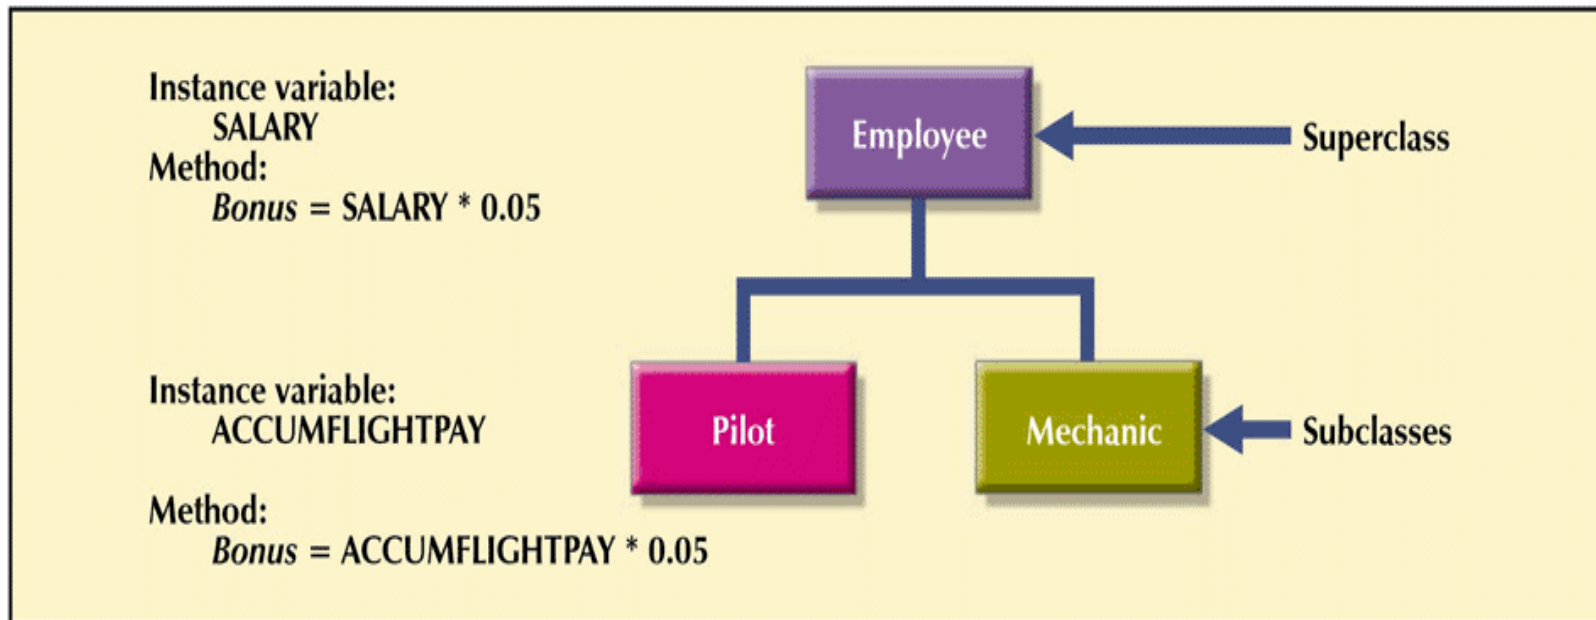 Instance variable:
SALARY
Method:
Bonus = SALARY * 0.05
Employee
Superclass
Instance variable:
ACCUMFLIGHTPAY
Method:
Bonus = ACCUMFLIGHTPAY * 0.05
Pilot
Mechanic
Subclasses